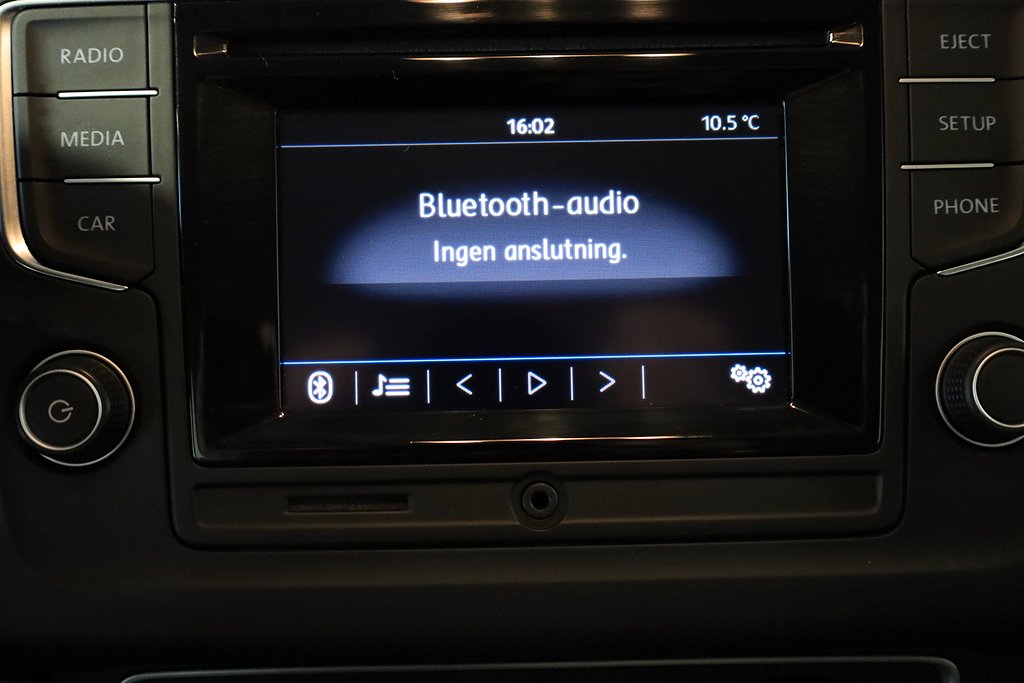 RADIO
MEDIA
CAR
16:02
10.5 °C
Bluetooth-audio
Ingen anslutning.
EJECT
SETUP
PHONE